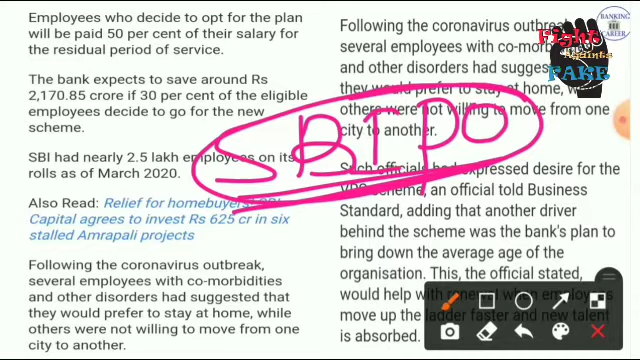 Employees who decide to opt for the plan
will be paid 50 per cent of their salary for
the residual period of service.
The bank expects to save around Rs
2,170.85 crore if 30 per cent of the eligible
employees decide to go for the new
scheme.
SBI had nearly 2.5 lakh employees on its
rolls as of March 2020.
Also Read: Relief for homebuyers! SBI
Capital agrees to invest Rs 625 cr in six
stalled Amrapali projects
Following the coronavirus outbreak,
several employees with co-morbidities
and other disorders had suggested that
they would prefer to stay at home, while
others were not willing to move from one
city to another.
Following the coronavirus outbreak
several employees with co-mor
and other disorders had sugges
they would prefer to stay at home, wh
others were not willing to move from one
city to another.
Such officials had expressed desire for the
VRS scheme, an official told Business
Standard, adding that another driver
behind the scheme was the bank's plan to
bring down the average age of the
organisation. This, the official stated,
would help with renewal when employees
move up the ladder faster and new talent
is absorbed.
SBI PO
BANKING
CAREER
Fight
Againts
FAKE